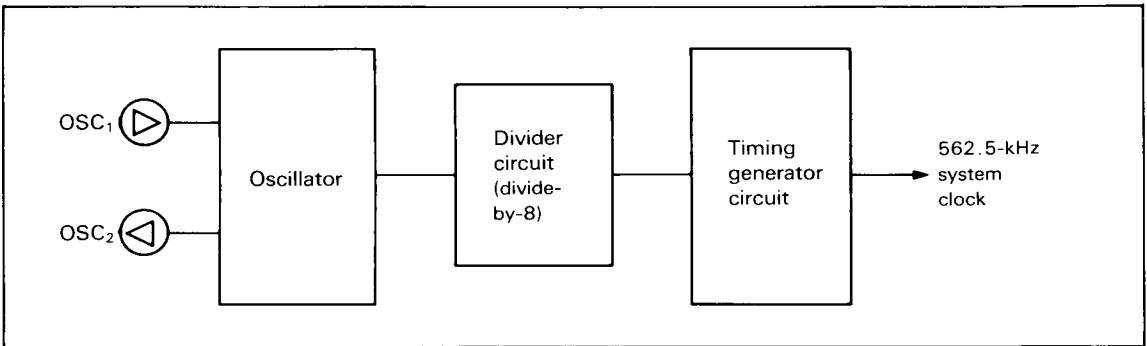 OSC₁
OSC₂
Oscillator
Divider
circuit
(divide-
by-8)
Timing
generator
circuit
562.5-kHz
system
clock